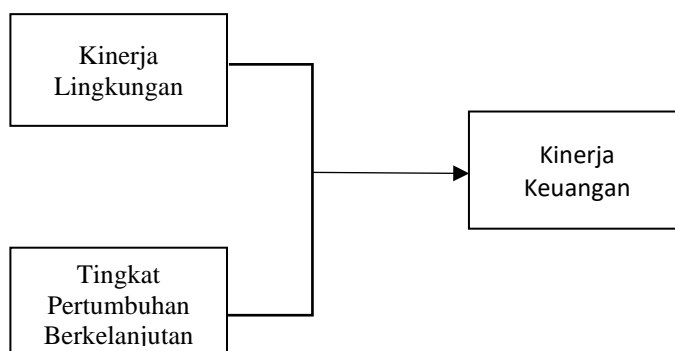 Kinerja
Lingkungan
Kinerja
Keuangan
Tingkat
Pertumbuhan
Berkelanjutan